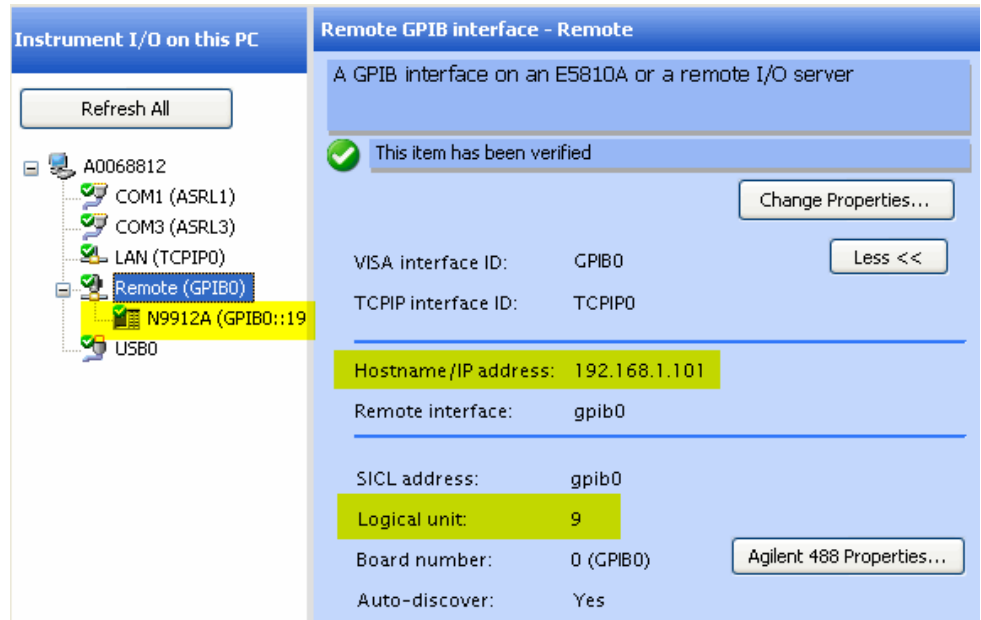 Instrument I/O on this PC
Refresh All
A0068812
COM1 (ASRL1)
COM3 (ASRL3)
LAN (TCPIP0)
Remote (GPIB0)
N9912A (GPIB0::19
USB0
Remote GPIB interface - Remote
A GPIB interface on an E5810A or a remote I/O server
This item has been verified
Change Properties...
VISA interface ID: GPIB0
Less <<
TCPIP interface ID: TCPIP0
Hostname/IP address: 192.168.1.101
Remote interface: gpib0
SICL address: gpib0
Logical unit: 9
Board number: 0 (GPIB0)
Agilent 488 Properties...
Auto-discover: Yes